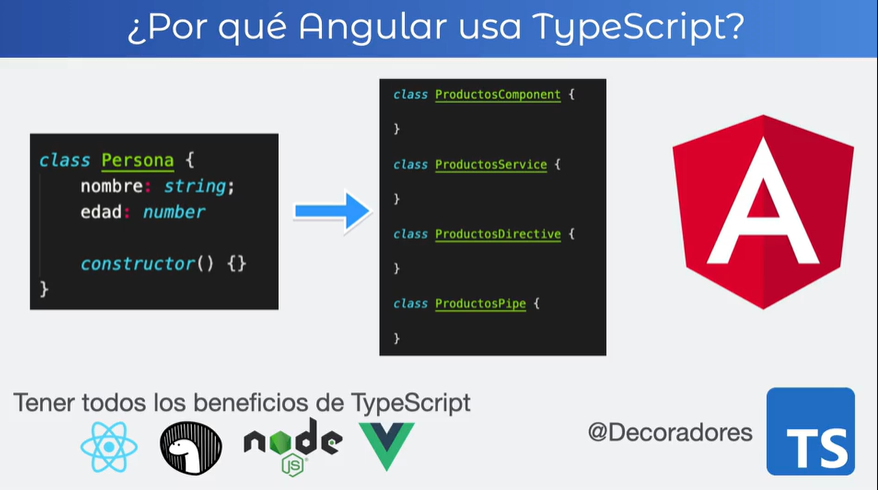 ¿Por qué Angular usa TypeScript?
class Persona {
nombre: string;
edad: number
constructor() {}
}
class ProductosComponent {
}
class ProductosService {
}
class ProductosDirective {
}
class ProductosPipe {
}
A
Tener todos los beneficios de TypeScript
node
JS
@Decoradores
TS